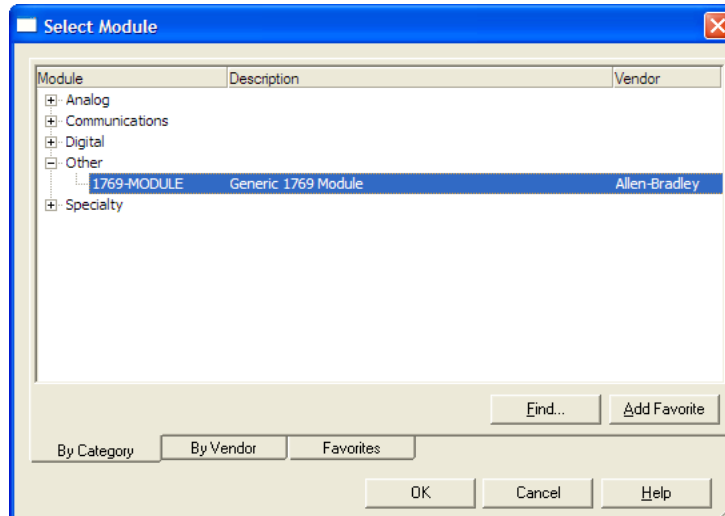 Select Module
Module Description Vendor
Analog
Communications
Digital
Other
1769-MODULE Generic 1769 Module Allen-Bradley
Specialty
Find... Add Favorite
By Category By Vendor Favorites
OK Cancel Help